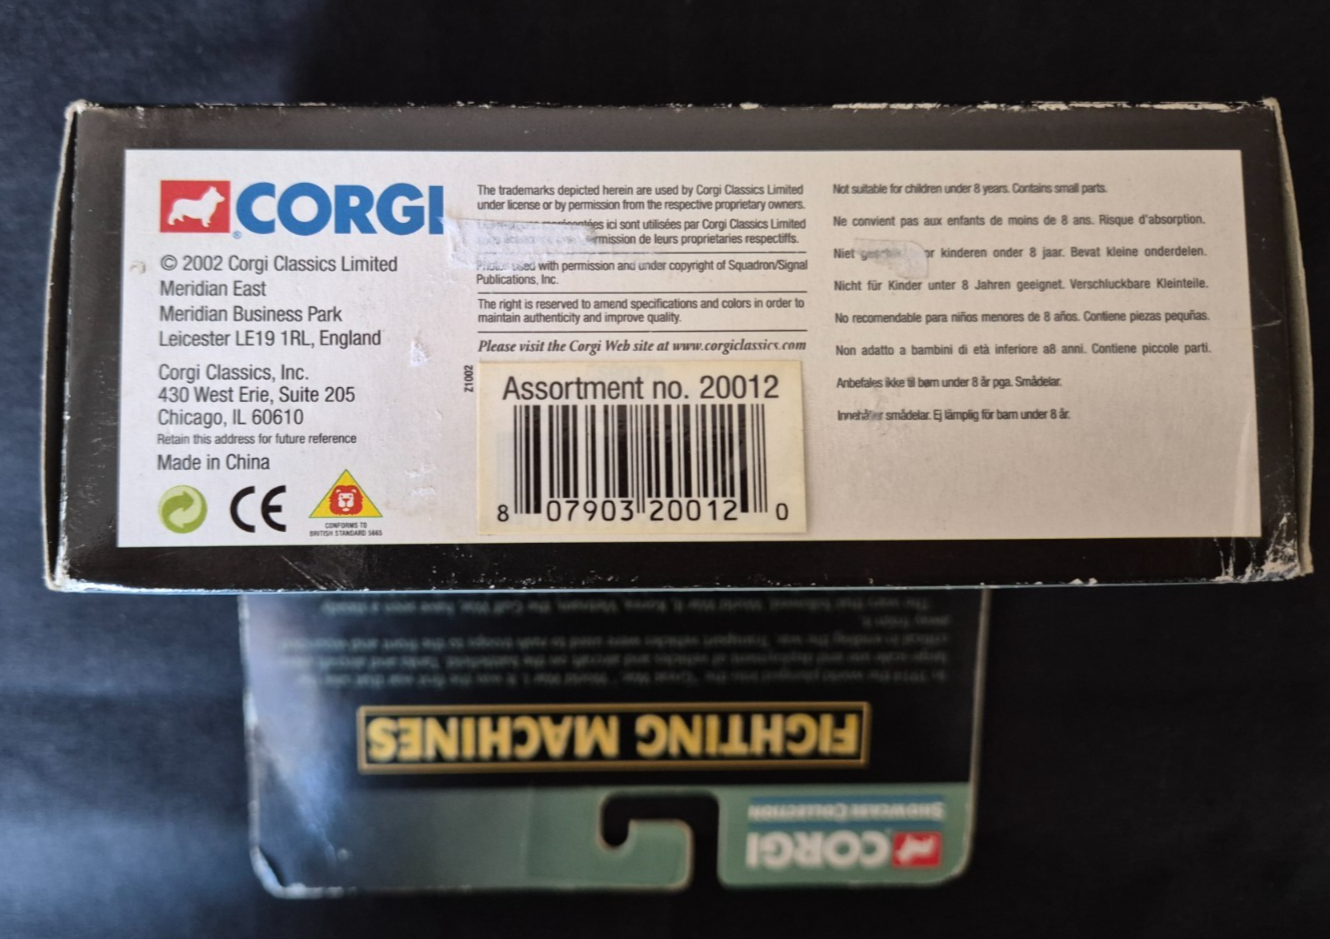 CORGI
© 2002 Corgi Classics Limited
Meridian East
Meridian Business Park
Leicester LE19 1RL, England
Corgi Classics, Inc.
430 West Erie, Suite 205
Chicago, IL 60610
Retain this address for future reference
Made in China
CE
CONFORMS TO
BRITISH STANDARD 5665
The trademarks depicted herein are used by Corgi Classics Limited
under license or by permission from the respective proprietary owners.
ici sont utilisées par Corgi Classics Limited
de leurs proprietaries respectiffs.
used with permission and under copyright of Squadron/Signal
Publications, Inc.
The right is reserved to amend specifications and colors in order to
maintain authenticity and improve quality.
Please visit the Corgi Web site at www.corgiclassics.com
Z1002
Assortment no. 20012
8 07903 20012 0
Not suitable for children under 8 years. Contains small parts.
Ne convient pas aux enfants de moins de 8 ans. Risque d'absorption.
Niet kinderen onder 8 jaar. Bevat kleine onderdelen.
Nicht für Kinder unter 8 Jahren geeignet. Verschluckbare Kleinteile.
No recomendable para niños menores de 8 años. Contiene piezas pequñas.
Non adatto a bambini di età inferiore a8 anni. Contiene piccole parti.
Anbefales ikke til børn under 8 år pga. Smådelar.
smådelar. Ej lämplig för barn under 8 år.
CORGI
SHOWCASE COLLECTION
FIGHTING MACHINES